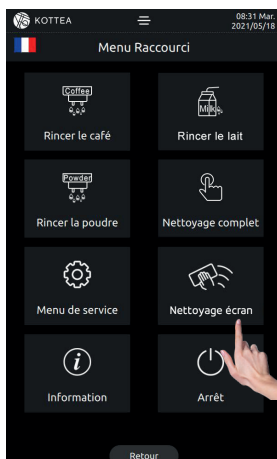 KOTTEA
08:31 Mar.
2021/05/18
Menu Raccourci
Coffee
Milk
Rincer le café
Rincer le lait
Powder
Rincer la poudre
Nettoyage complet
Menu de service
Nettoyage écran
i
Information
Arrêt
Retour